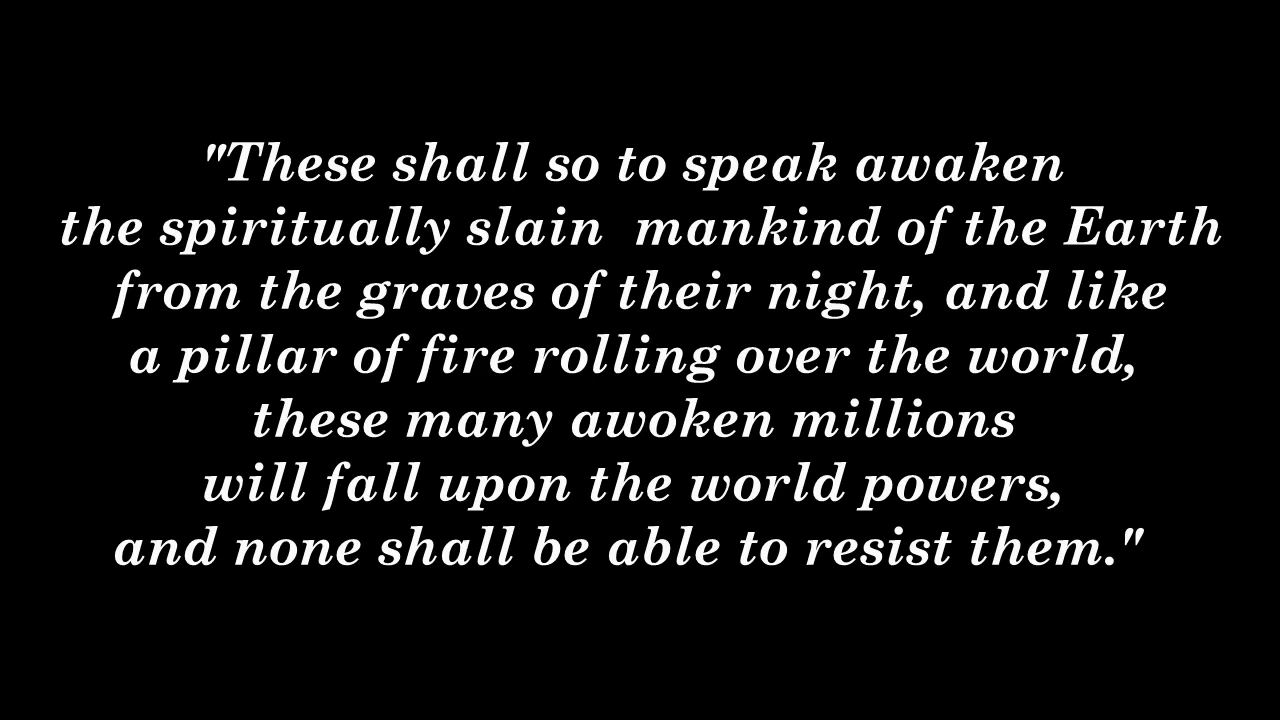 "These shall so to speak awaken
the spiritually slain  mankind of the Earth
from the graves of their night, and like
a pillar of fire rolling over the world,
these many awoken millions
will fall upon the world powers,
and none shall be able to resist them."